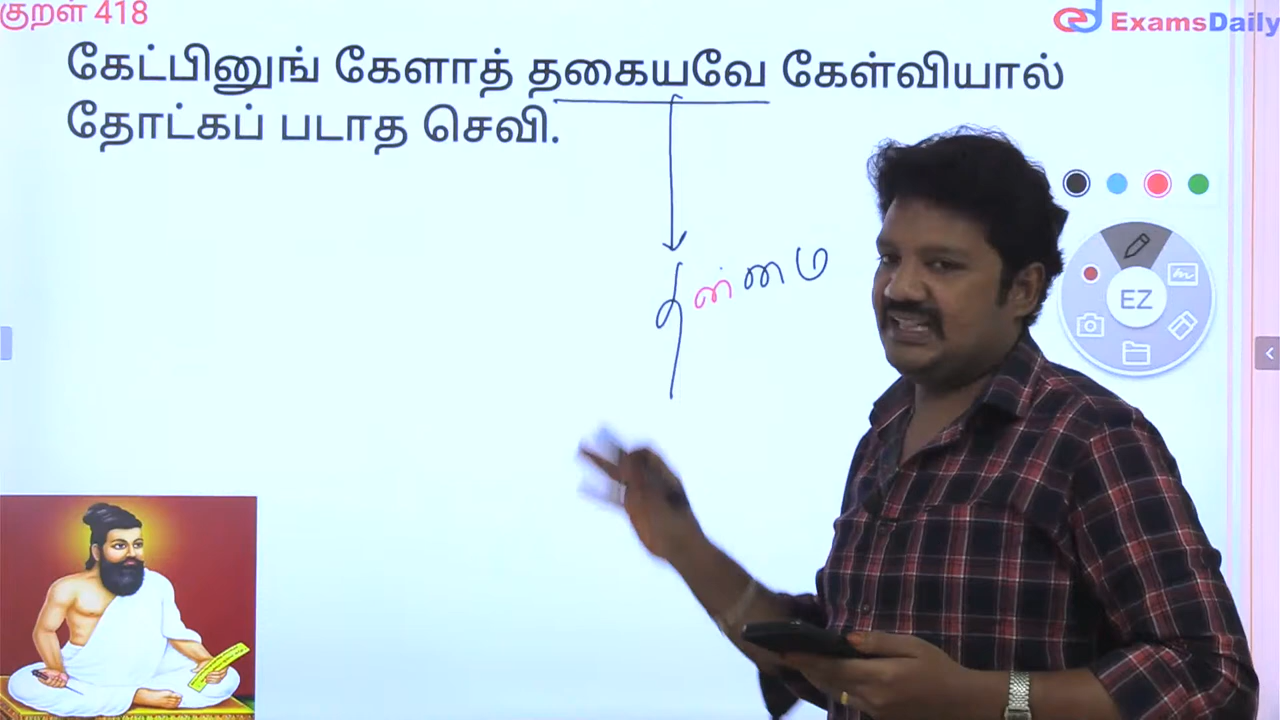 குறள் 418
ExamsDaily
கேட்பினுங் கேளாத் தகையவே கேள்வியால்
தோட்கப் படாத செவி.
தன்மை
EZ